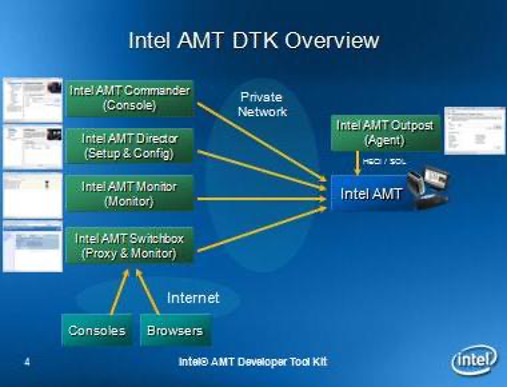 Intel AMT DTK Overview
Intel AMT Commander
(Console)
Private
Network
Intel AMT Outpost
(Agent)
Intel AMT Director
(Setup & Config)
HECI / SOL
Intel AMT Monitor
(Monitor)
Intel AMT
Intel AMT Switchbox
(Proxy & Monitor)
Internet
Consoles
Browsers
4
Intel® AMT Developer Tool Kit
intel